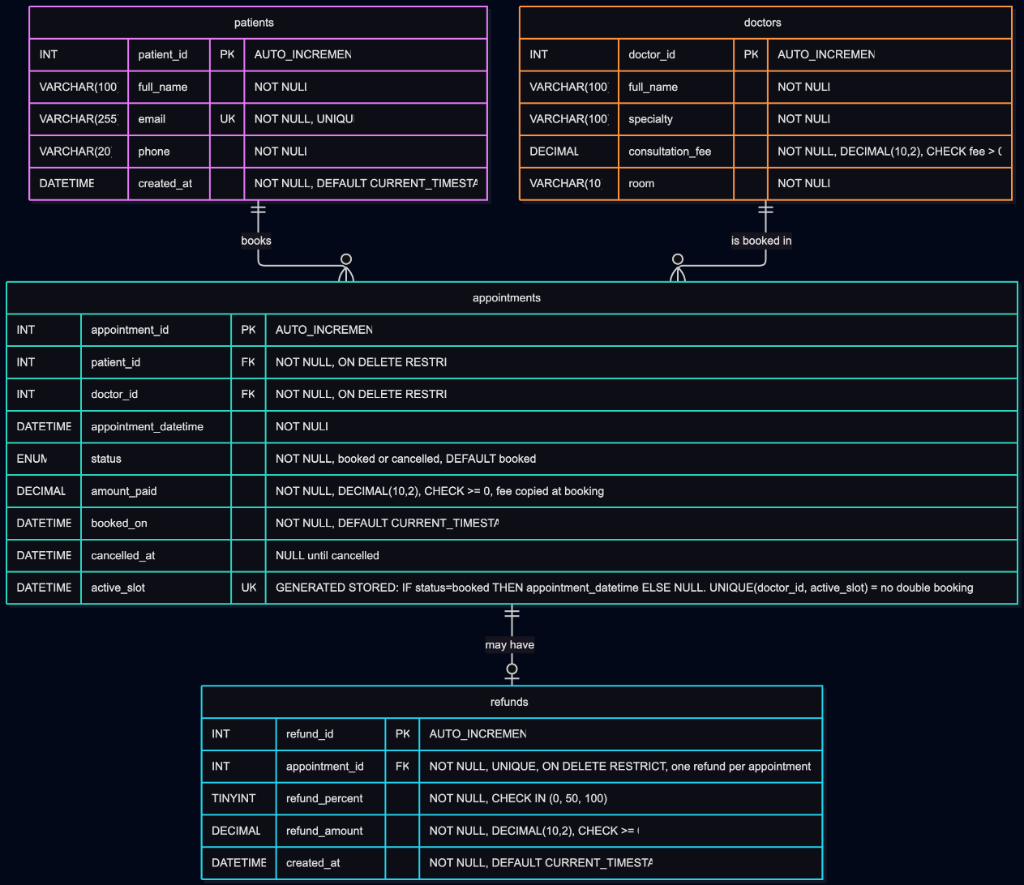 patients
INT patient_id PK AUTO_INCREMEN
VARCHAR(100 full_name NOT NULI
VARCHAR(255 email UK NOT NULL, UNIQUI
VARCHAR(20 phone NOT NULI
DATETIME created_at NOT NULL, DEFAULT CURRENT_TIMESTA
doctors
INT doctor_id PK AUTO_INCREMEN
VARCHAR(100 full_name NOT NULI
VARCHAR(100 specialty NOT NULI
DECIMAL consultation_fee NOT NULL, DECIMAL(10,2), CHECK fee > 0
VARCHAR(10 room NOT NULI
books
is booked in
appointments
INT appointment_id PK AUTO_INCREMEN
INT patient_id FK NOT NULL, ON DELETE RESTRI
INT doctor_id FK NOT NULL, ON DELETE RESTRI
DATETIME appointment_datetime NOT NULI
ENUM status NOT NULL, booked or cancelled, DEFAULT booked
DECIMAL amount_paid NOT NULL, DECIMAL(10,2), CHECK >= 0, fee copied at booking
DATETIME booked_on NOT NULL, DEFAULT CURRENT_TIMESTA
DATETIME cancelled_at NULL until cancelled
DATETIME active_slot UK GENERATED STORED: IF status=booked THEN appointment_datetime ELSE NULL. UNIQUE(doctor_id, active_slot) = no double booking
may have
refunds
INT refund_id PK AUTO_INCREMEN
INT appointment_id FK NOT NULL, UNIQUE, ON DELETE RESTRICT, one refund per appointment
TINYINT refund_percent NOT NULL, CHECK IN (0, 50, 100)
DECIMAL refund_amount NOT NULL, DECIMAL(10,2), CHECK >=
DATETIME created_at NOT NULL, DEFAULT CURRENT_TIMESTA